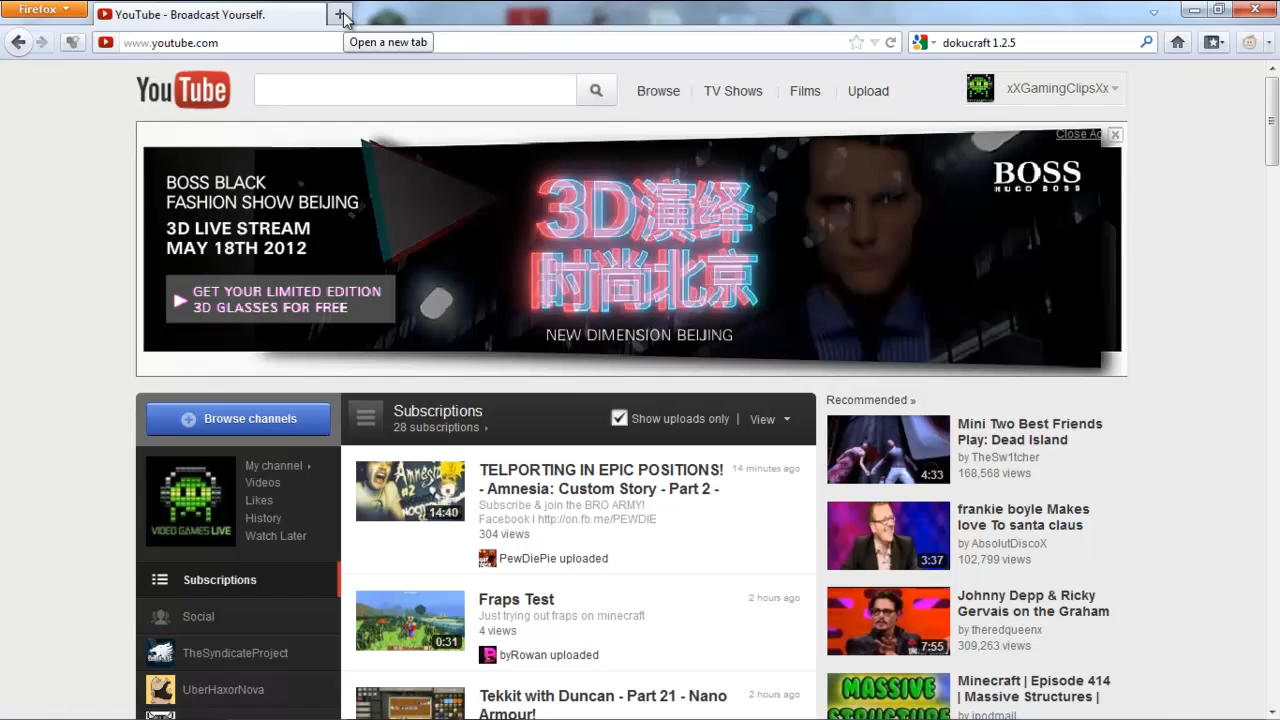 Firefox
YouTube - Broadcast Yourself.
www.youtube.com
Open a new tab
dokucraft 1.2.5
YouTube
Browse
TV Shows
Films
Upload
xXGamingClipsXx
Close Ad
BOSS BLACK
FASHION SHOW BEIJING
3D LIVE STREAM
MAY 18TH 2012
GET YOUR LIMITED EDITION
3D GLASSES FOR FREE
3D演绎
时尚北京
NEW DIMENSION BEIJING
BOSS
HUGO BOSS
Browse channels
My channel
Videos
Likes
History
Watch Later
VIDEO GAMES LIVE
Subscriptions
Social
TheSyndicateProject
UberHaxorNova
Subscriptions
28 subscriptions
Show uploads only
View
TELPORTING IN EPIC POSITIONS!
- Amnesia: Custom Story - Part 2 -
14 minutes ago
Subscribe & join the BRO ARMY!
Facebook l http://on.fb.me/PEWDIE
304 views
PewDiePie uploaded
Amnesia
#2
14:40
Fraps Test
2 hours ago
Just trying out fraps on minecraft
4 views
byRowan uploaded
0:31
Tekkit with Duncan - Part 21 - Nano
Armour!
2 hours ago
Recommended »
Mini Two Best Friends
Play: Dead Island
by TheSw1tcher
168,568 views
4:33
frankie boyle Makes
love To santa claus
by AbsolutDiscoX
102,799 views
3:37
Johnny Depp & Ricky
Gervais on the Graham
by theredqueenx
309,263 views
7:55
Minecraft | Episode 414
| Massive Structures |
by ipodmail
MASSIVE
STRUCTURE